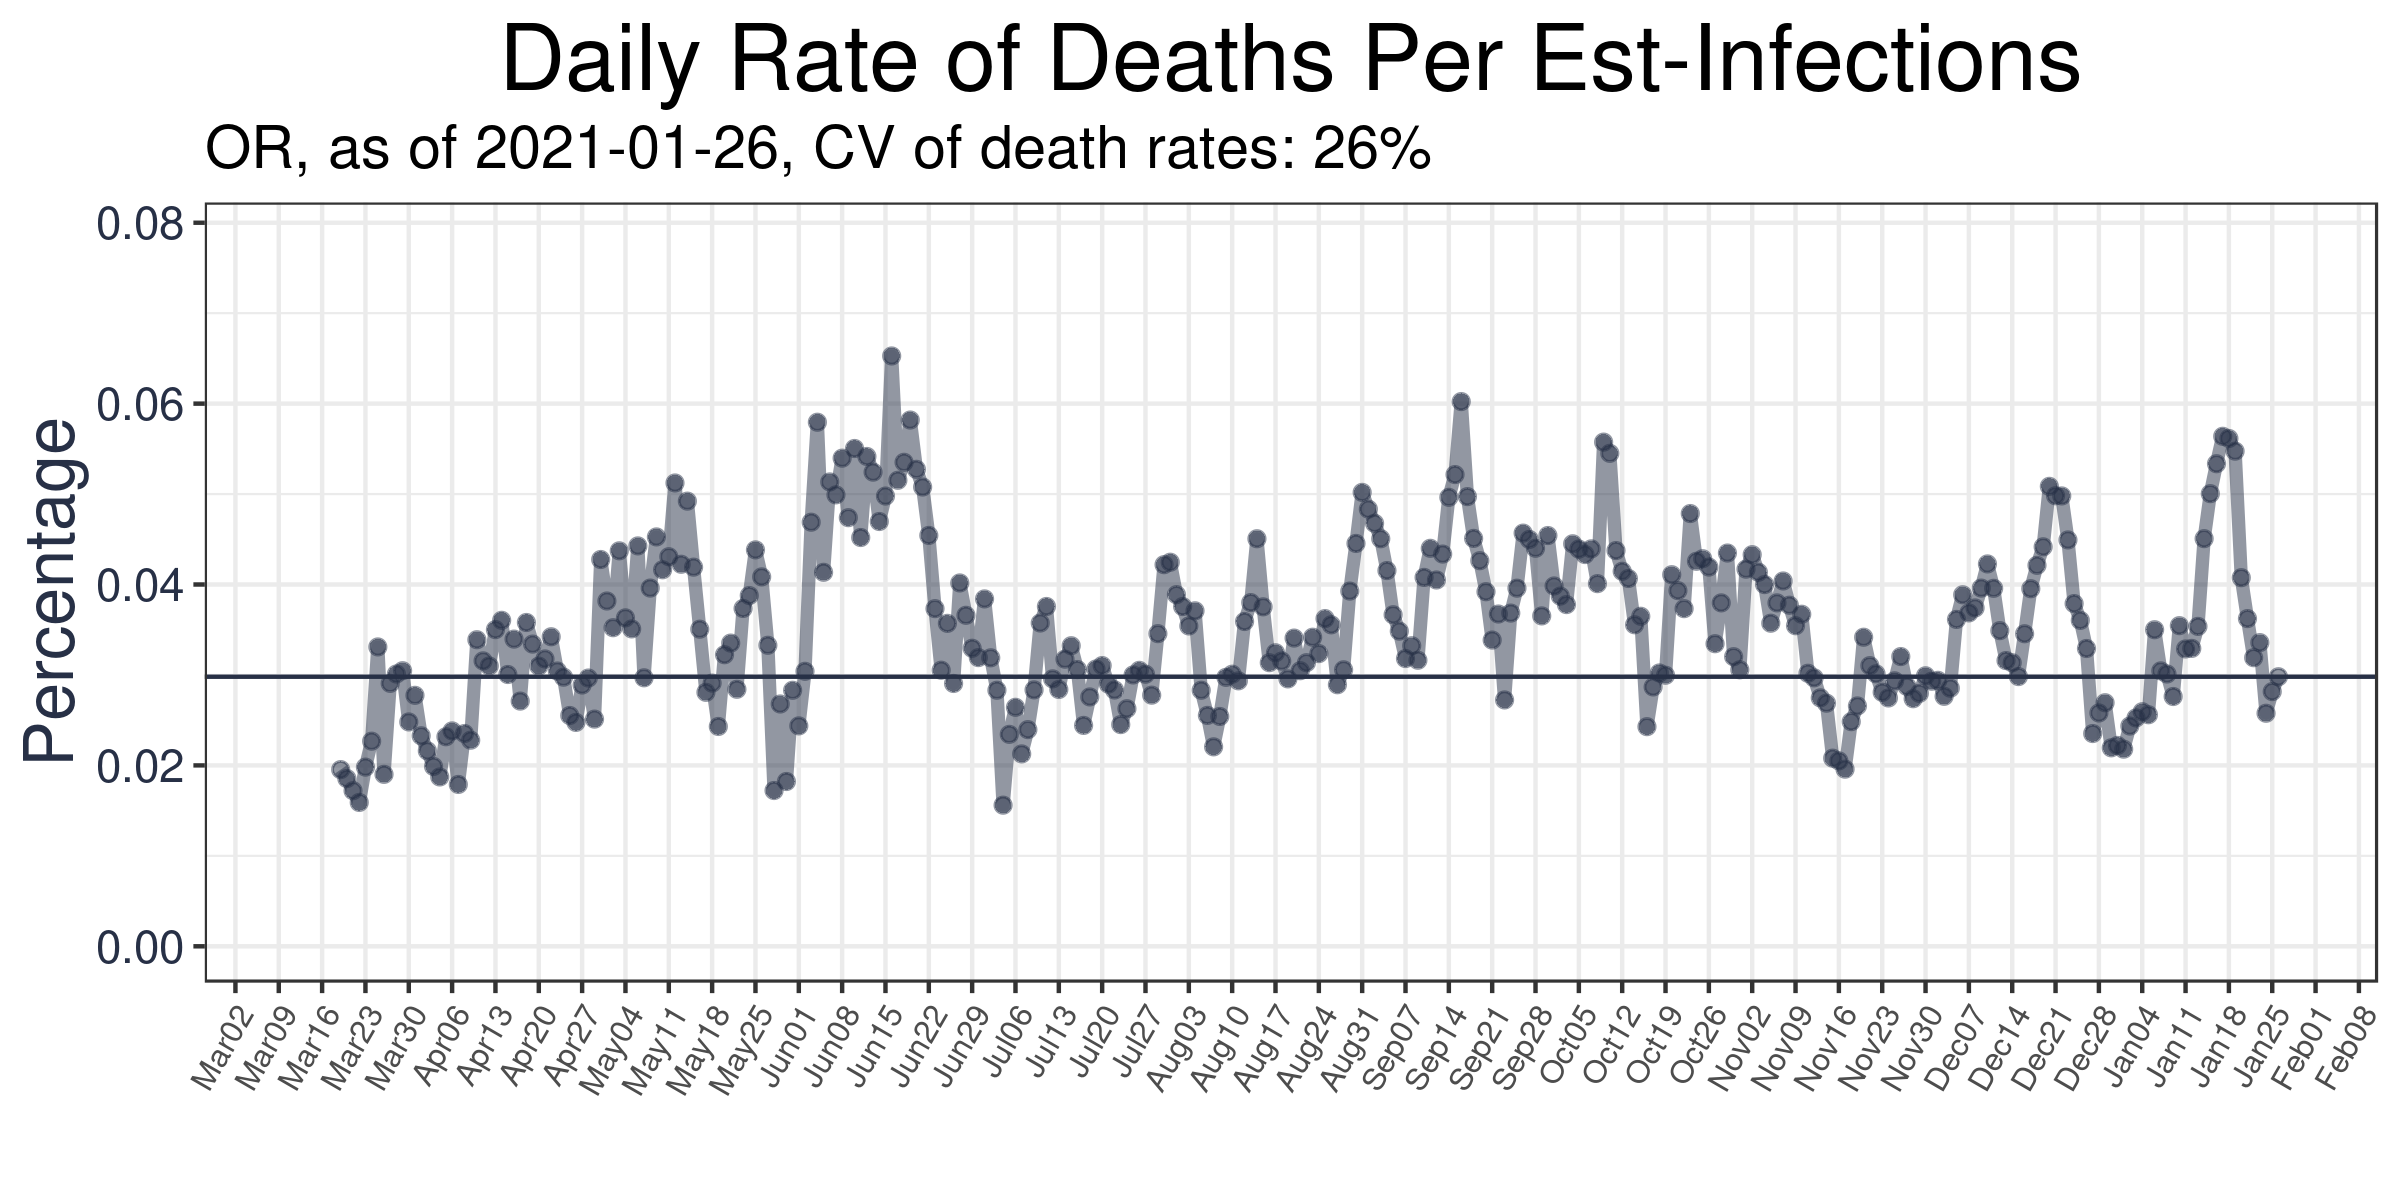 Daily Rate of Deaths Per Est-Infections
OR, as of 2021-01-26, CV of death rates: 26%
Percentage
0.08
0.06
0.04
0.02
0.00
Mar02
Mar09
Mar16
Mar23
Mar30
Apr06
Apr13
Apr20
Apr27
May04
May11
May18
May25
Jun01
Jun08
Jun15
Jun22
Jun29
Jul06
Jul13
Jul20
Jul27
Aug03
Aug10
Aug17
Aug24
Aug31
Sep07
Sep14
Sep21
Sep28
Oct05
Oct12
Oct19
Oct26
Nov02
Nov09
Nov16
Nov23
Nov30
Dec07
Dec14
Dec21
Dec28
Jan04
Jan11
Jan18
Jan25
Feb01
Feb08